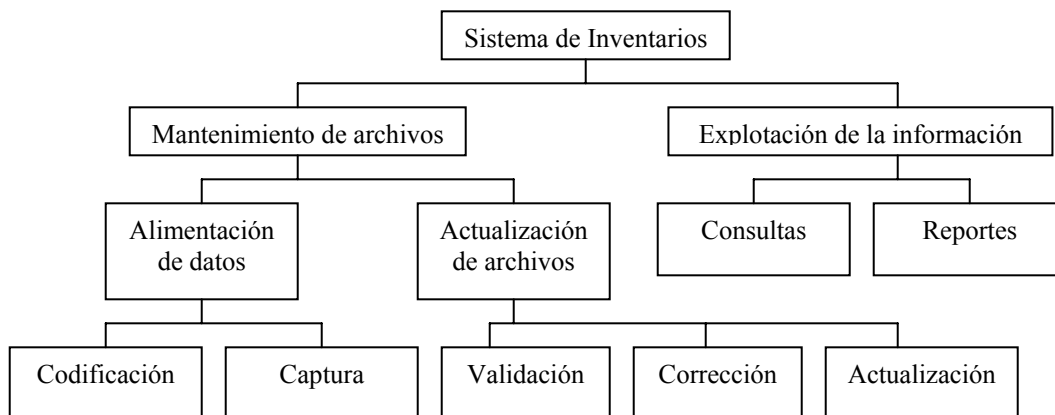 Sistema de Inventarios
Mantenimiento de archivos
Explotación de la información
Alimentación
de datos
Actualización
de archivos
Consultas
Reportes
Codificación
Captura
Validación
Corrección
Actualización